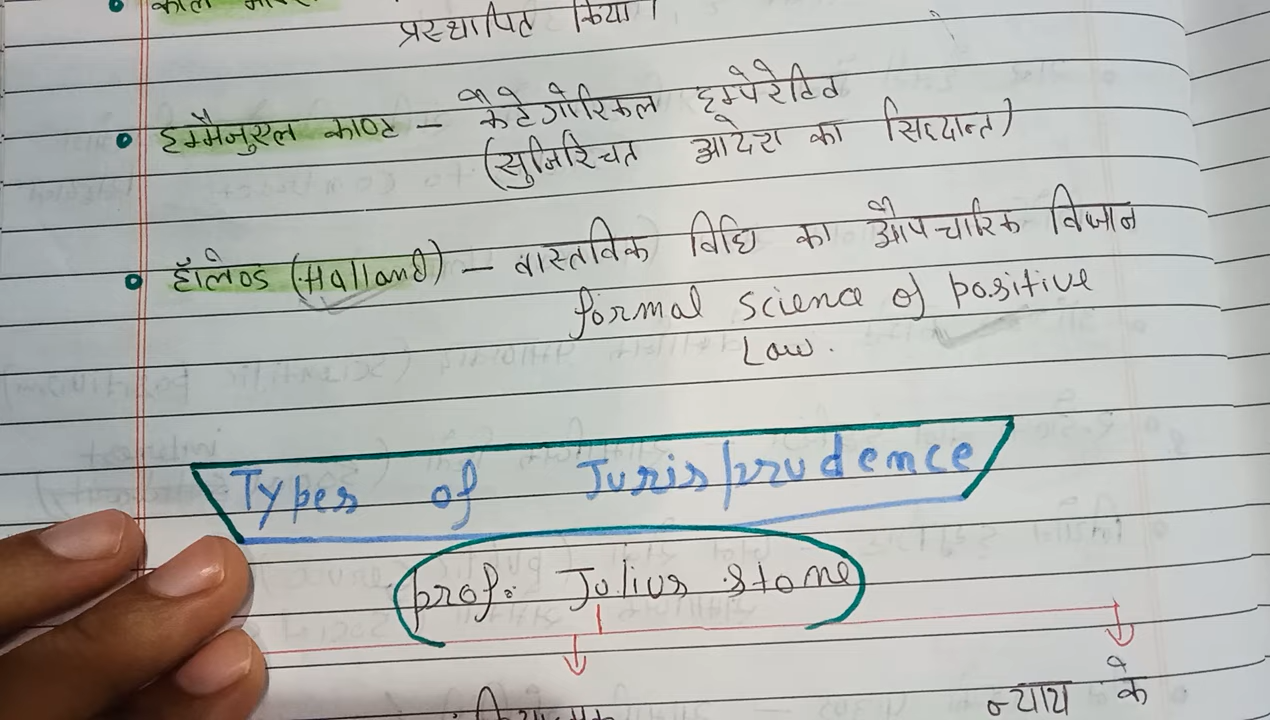 प्रस्थापित किया।
• इम्मैनुएल काण्ट – कैटेगोरिकल इम्पेरेटिव
(सुनिश्चित आदेश का सिद्धान्त)
• हॉलैण्ड (Halland) – वास्तविक विधि का औपचारिक विज्ञान
formal science of positive
Law.
Types of Jurisprudence
prof. Julius stone
न्याय के